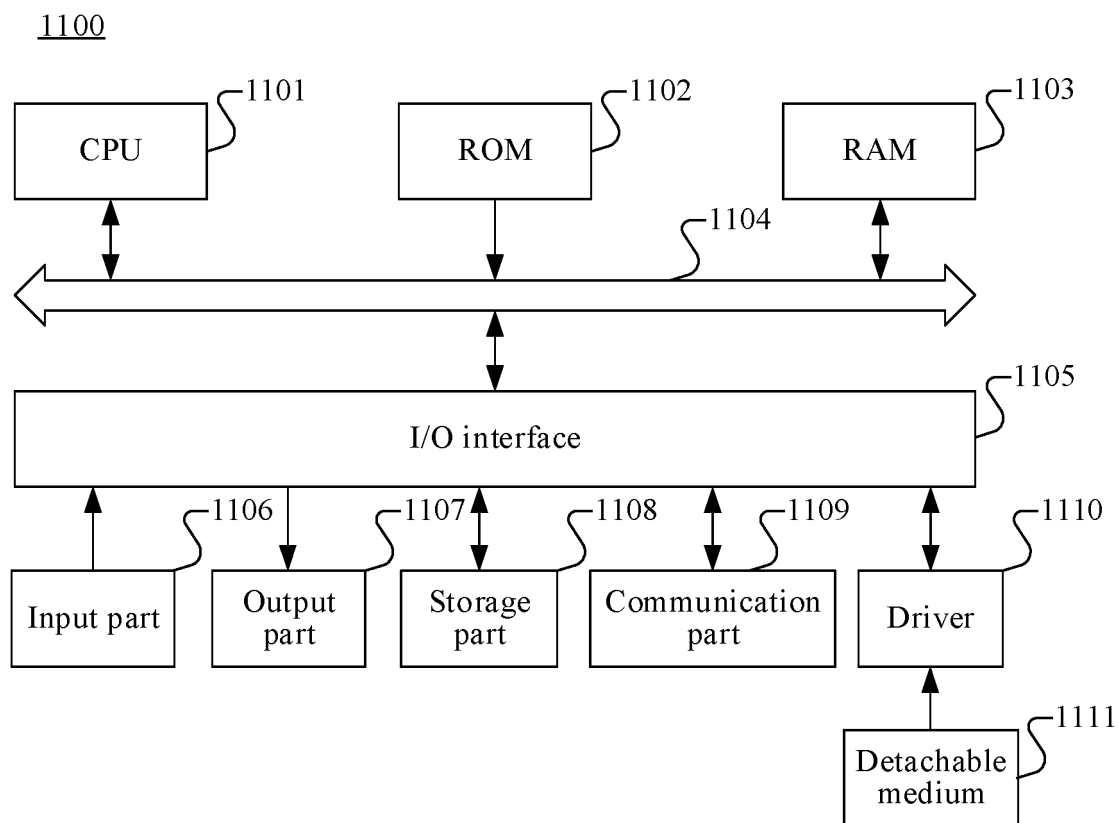 1100
1101
1102
1103
CPU
ROM
RAM
1104
1105
I/O interface
1106
1107
1108
1109
1110
Input part
Output
part
Storage
part
Communication
part
Driver
1111
Detachable
medium